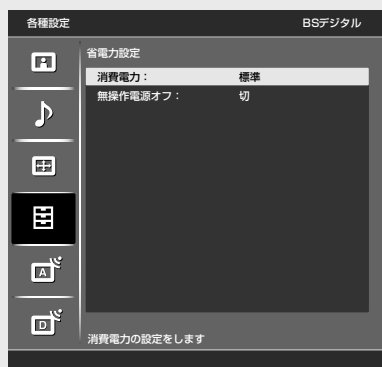 各種設定 BSデジタル
省電力設定
消費電力： 標準
無操作電源オフ： 切
A
D
消費電力の設定をします